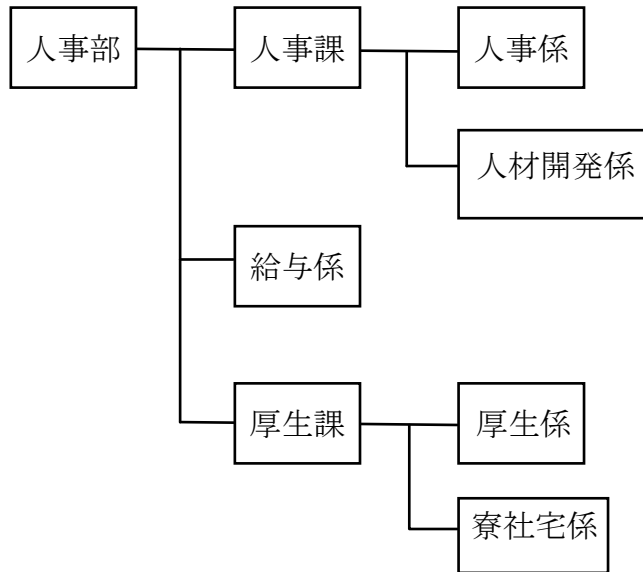 人事部
人事課
人事係
人材開発係
給与係
厚生課
厚生係
寮社宅係